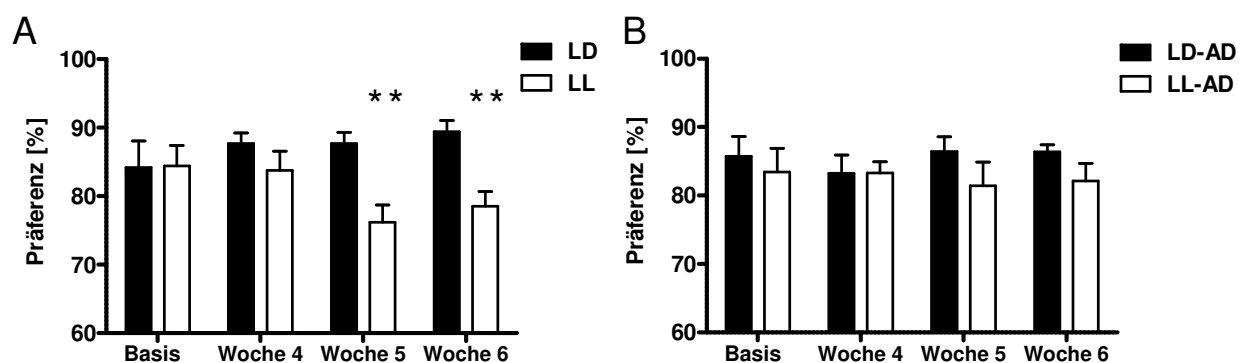 A
LD
LL
Präferenz [%]
100
90
80
70
60
** **
Basis Woche 4 Woche 5 Woche 6
B
LD-AD
LL-AD
Präferenz [%]
100
90
80
70
60
Basis Woche 4 Woche 5 Woche 6